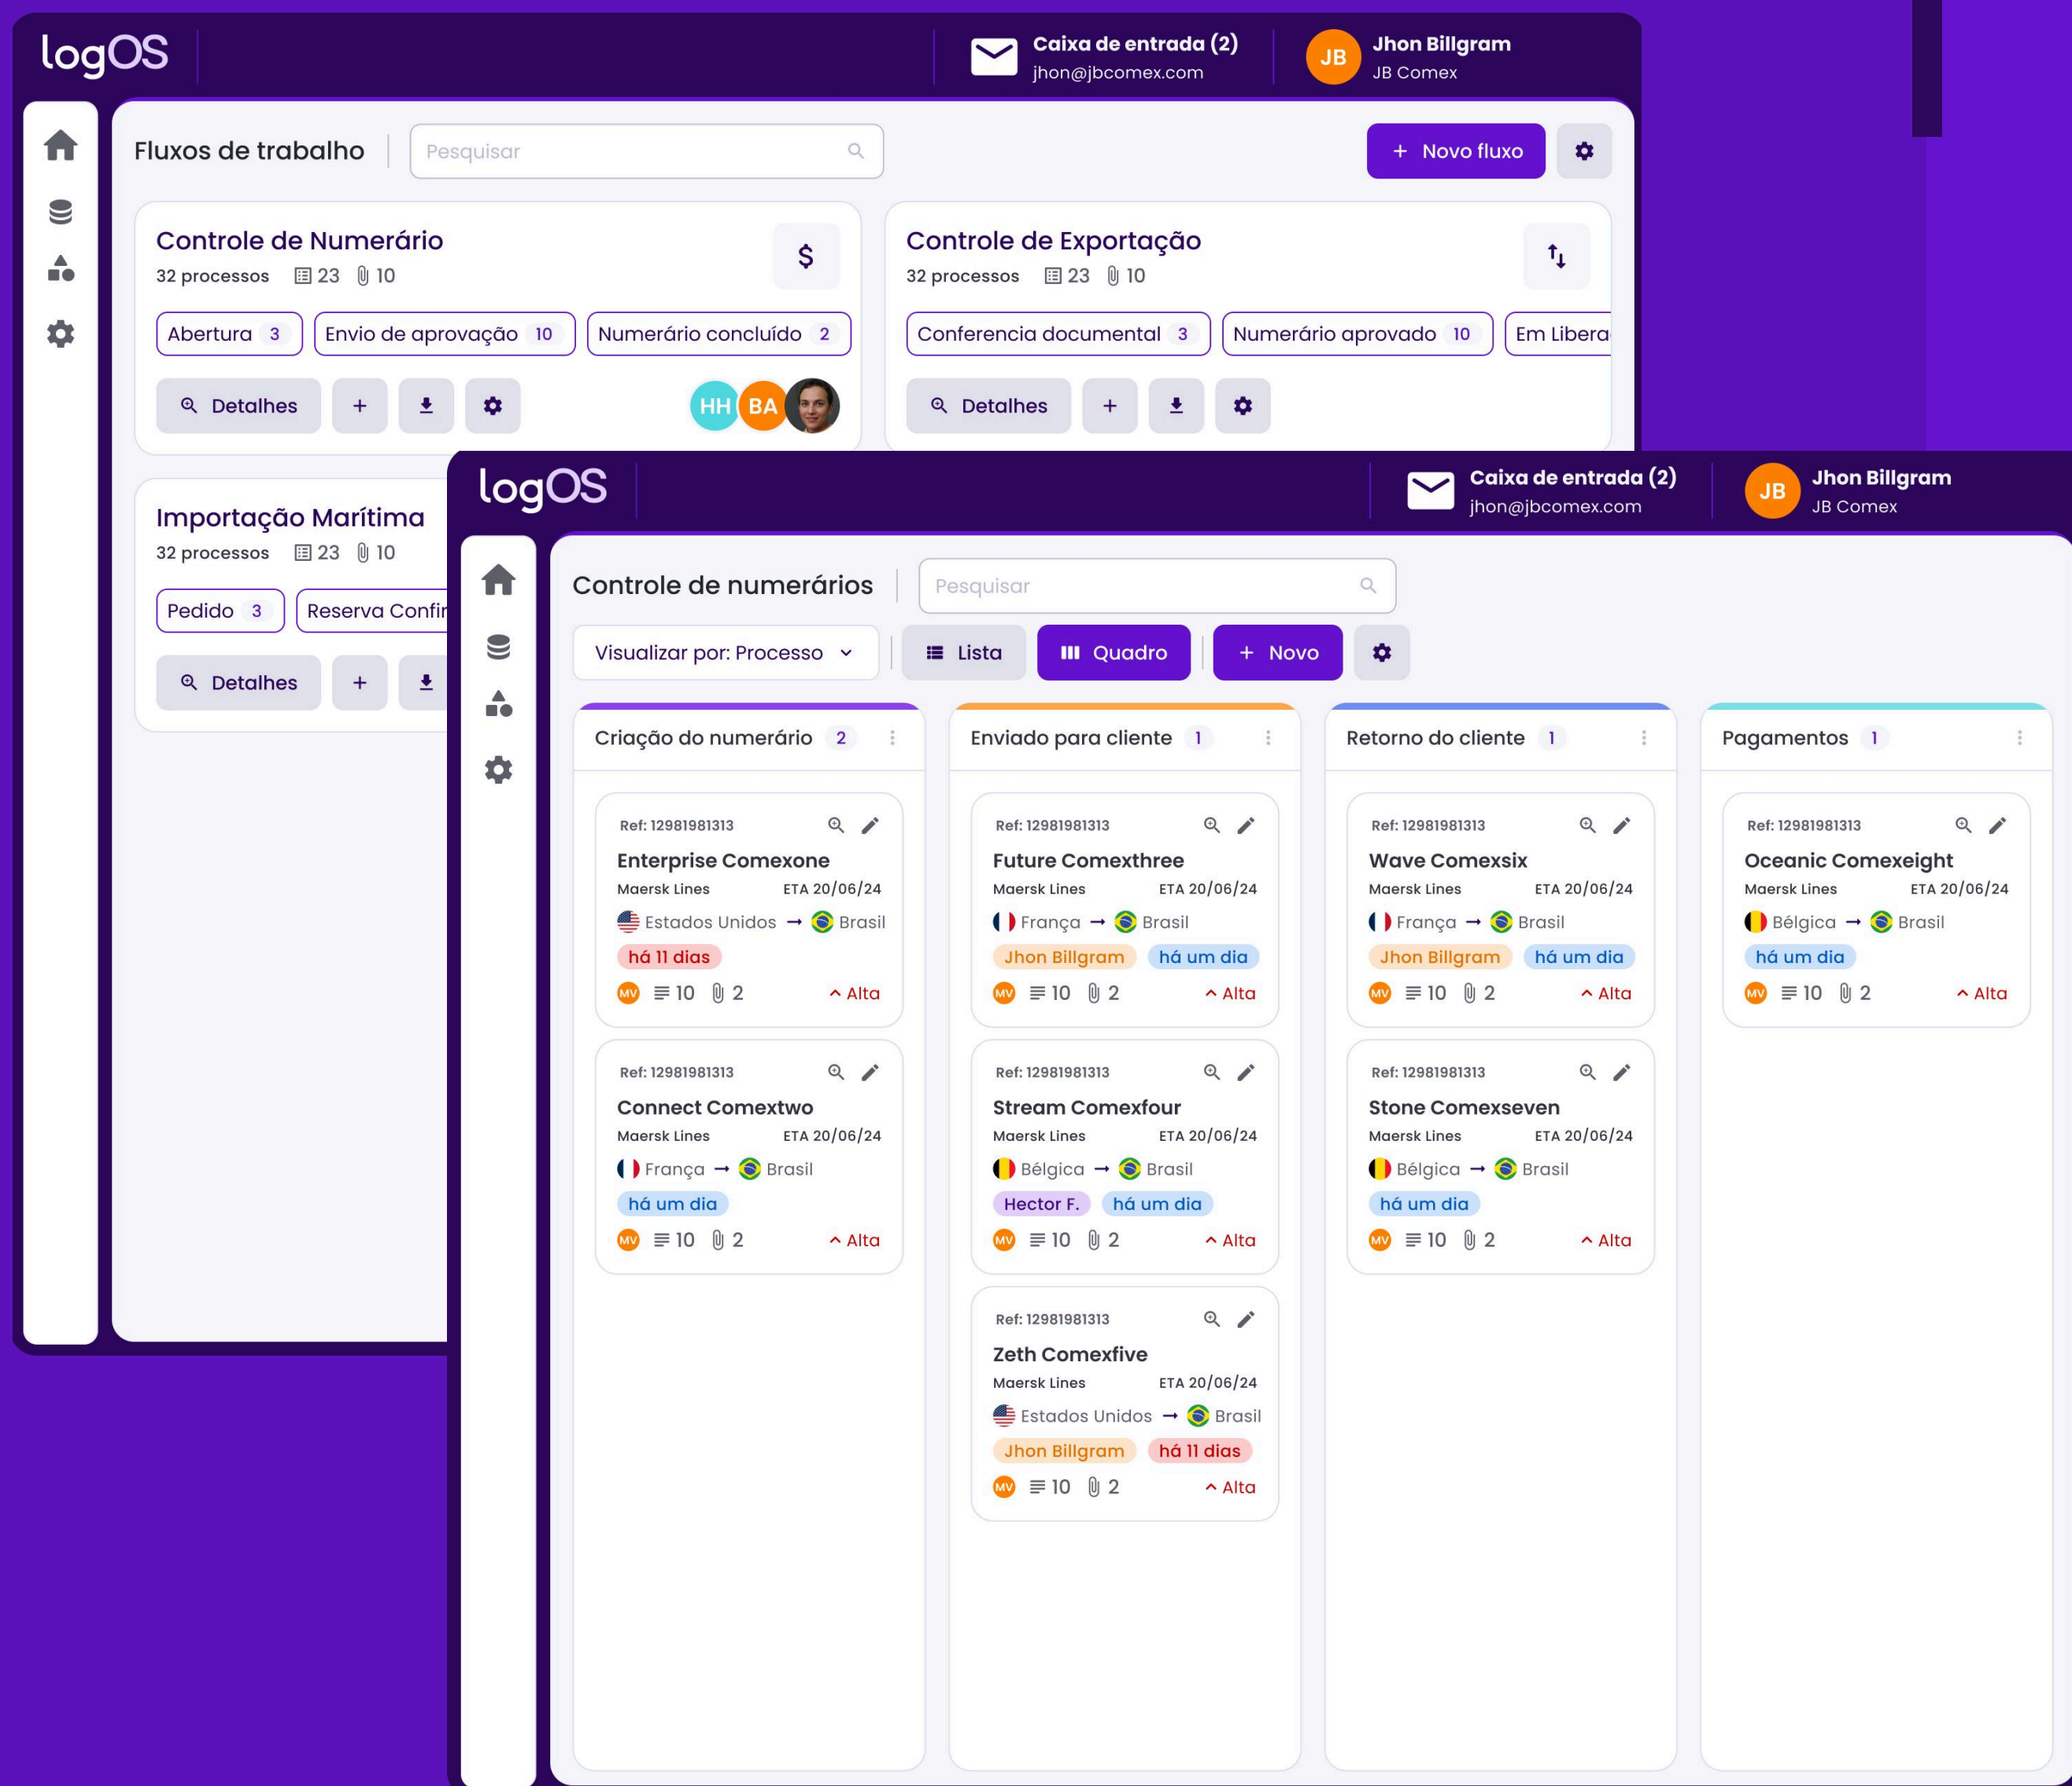 logOS
Caixa de entrada (2)
jhon@jbcomex.com
JB
Jhon Billgram
JB Comex
Fluxos de trabalho
Pesquisar
+ Novo fluxo
Controle de Numerário
32 processos 23 10
$
Abertura 3
Envio de aprovação 10
Numerário concluído 2
Detalhes
+
HH
BA
Controle de Exportação
32 processos 23 10
Conferencia documental 3
Numerário aprovado 10
Em Libera
Detalhes
+
Importação Marítima
32 processos 23 10
Pedido 3
Reserva Confir
Detalhes
+
logOS
Caixa de entrada (2)
jhon@jbcomex.com
JB
Jhon Billgram
JB Comex
Controle de numerários
Pesquisar
Visualizar por: Processo
Lista
Quadro
+ Novo
Criação do numerário 2
Ref: 12981981313
Enterprise Comexone
Maersk Lines ETA 20/06/24
Estados Unidos → Brasil
há 11 dias
MV 10 2 Alta
Ref: 12981981313
Connect Comextwo
Maersk Lines ETA 20/06/24
França → Brasil
há um dia
MV 10 2 Alta
Enviado para cliente 1
Ref: 12981981313
Future Comexthree
Maersk Lines ETA 20/06/24
França → Brasil
Jhon Billgram há um dia
MV 10 2 Alta
Ref: 12981981313
Stream Comexfour
Maersk Lines ETA 20/06/24
Bélgica → Brasil
Hector F. há um dia
MV 10 2 Alta
Ref: 12981981313
Zeth Comexfive
Maersk Lines ETA 20/06/24
Estados Unidos → Brasil
Jhon Billgram há 11 dias
MV 10 2 Alta
Retorno do cliente 1
Ref: 12981981313
Wave Comexsix
Maersk Lines ETA 20/06/24
França → Brasil
Jhon Billgram há um dia
MV 10 2 Alta
Ref: 12981981313
Stone Comexseven
Maersk Lines ETA 20/06/24
Bélgica → Brasil
há um dia
MV 10 2 Alta
Pagamentos 1
Ref: 12981981313
Oceanic Comexeight
Maersk Lines ETA 20/06/24
Bélgica → Brasil
há um dia
MV 10 2 Alta